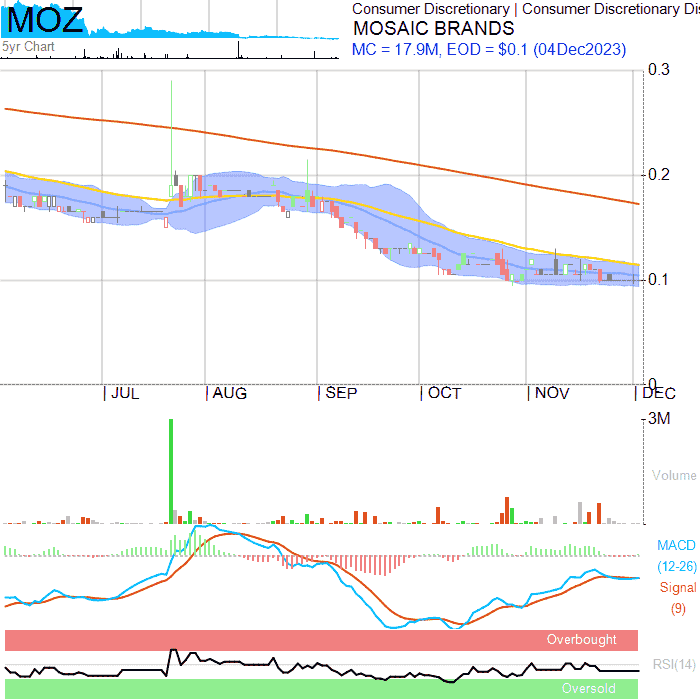 MOZ
5yr Chart
Consumer Discretionary | Consumer Discretionary Dis
MOSAIC BRANDS
MC = 17.9M, EOD = $0.1 (04Dec2023)
0.3
0.2
0.1
0
JUL AUG SEP OCT NOV DEC
3M
Volume
MACD
(12-26)
Signal
(9)
Overbought
RSI(14)
Oversold